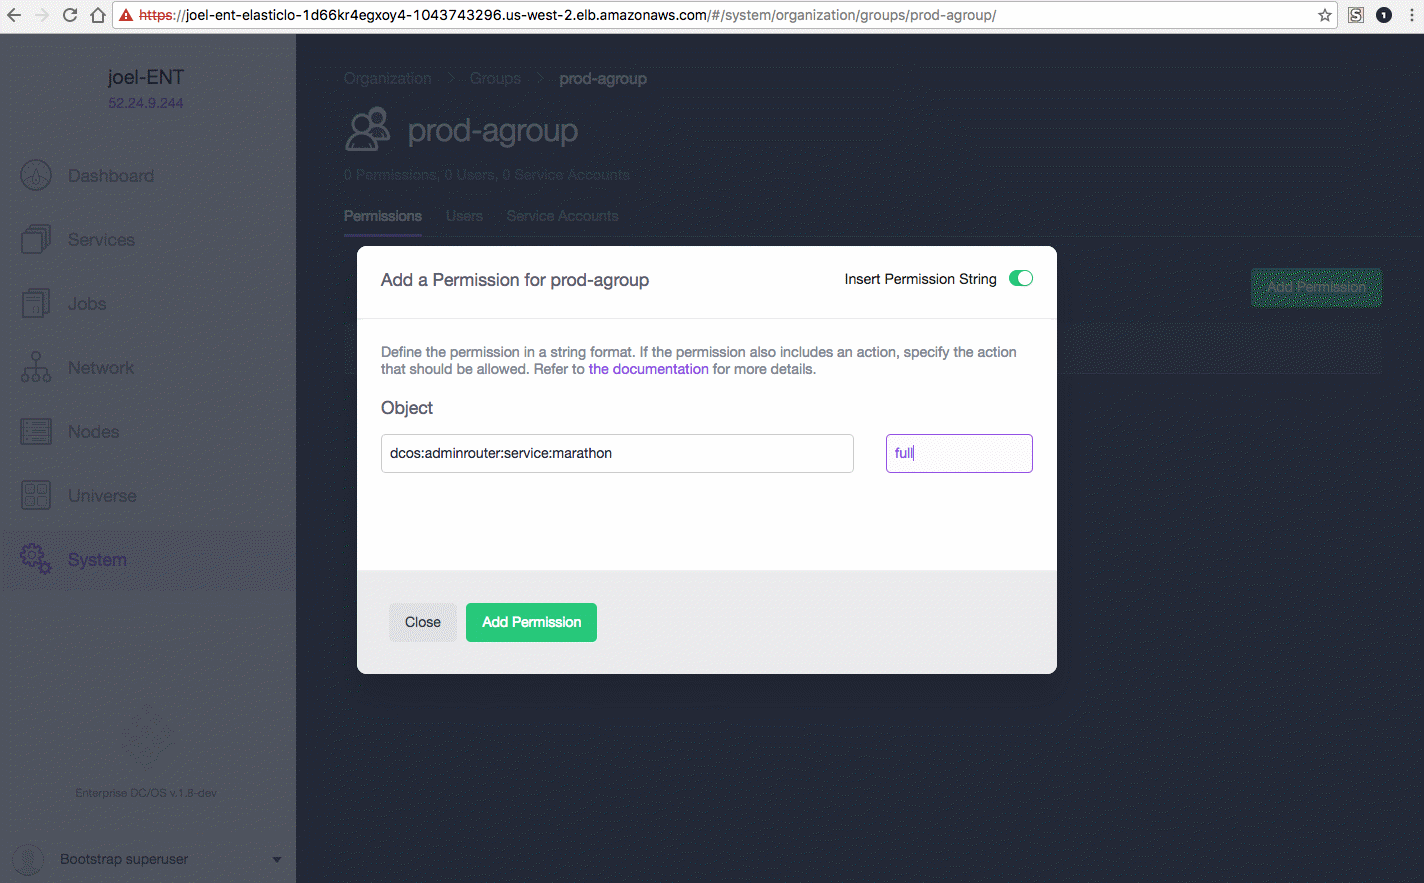 https://joel-ent-elasticlo-1d66kr4egxoy4-1043743296.us-west-2.elb.amazonaws.com/#/system/organization/groups/prod-agroup/
joel-ENT
52.24.9.244
Dashboard
Services
Jobs
Network
Nodes
Universe
System
Enterprise DC/OS v.1.8-dev
Bootstrap superuser
Organization > Groups > prod-agroup
prod-agroup
0 Permissions, 0 Users, 0 Service Accounts
Permissions Users Service Accounts
Add Permission
Add a Permission for prod-agroup
Insert Permission String
Define the permission in a string format. If the permission also includes an action, specify the action
that should be allowed. Refer to the documentation for more details.
Object
dcos:adminrouter:service:marathon
full
Close
Add Permission